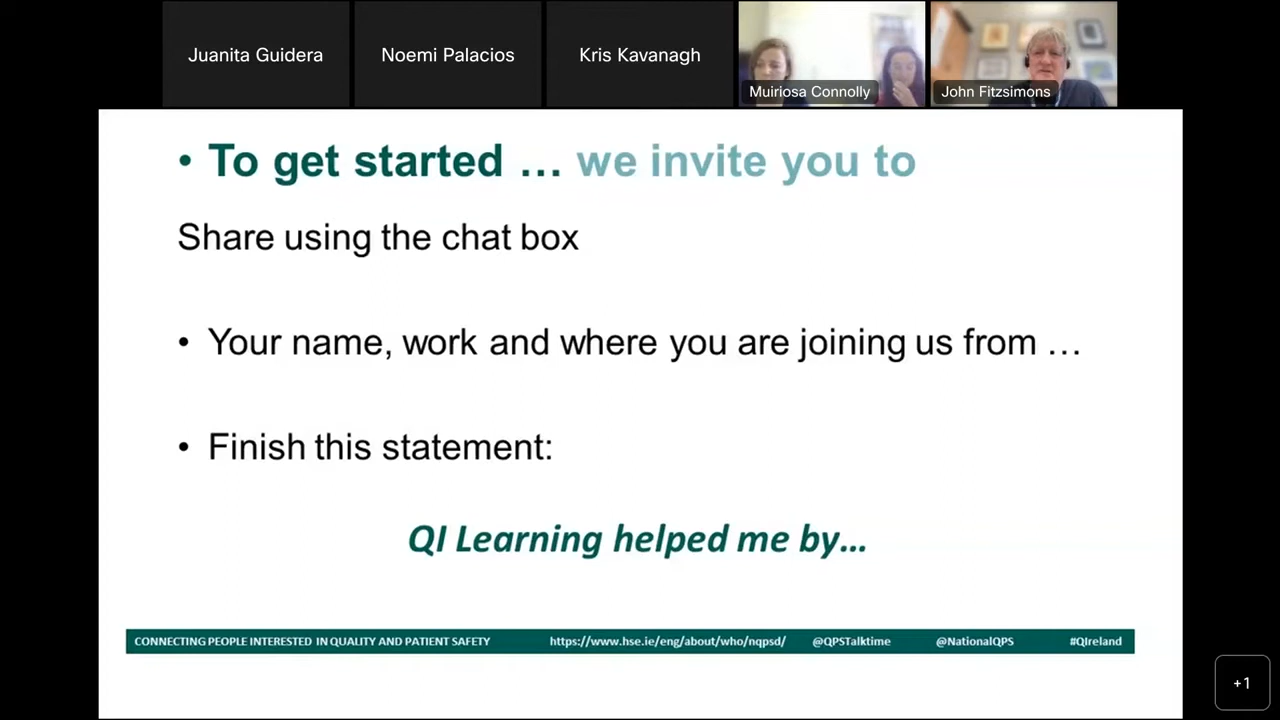 Juanita Guidera
Noemi Palacios
Kris Kavanagh
Muiriosa Connolly
John Fitzsimons
• To get started … we invite you to
Share using the chat box
• Your name, work and where you are joining us from …
• Finish this statement:
QI Learning helped me by…
CONNECTING PEOPLE INTERESTED IN QUALITY AND PATIENT SAFETY https://www.hse.ie/eng/about/who/nqpsd/ @QPSTalktime @NationalQPS #QIreland
+1